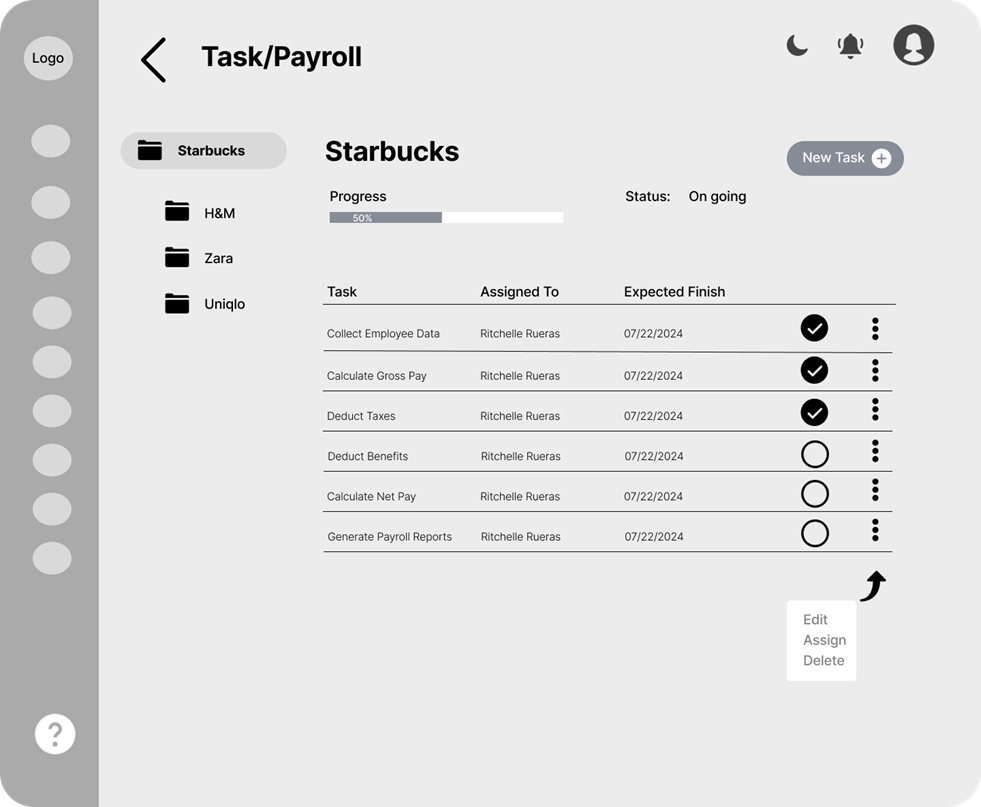 Logo
Task/Payroll
Starbucks
H&M
Zara
Uniqlo
Starbucks
New Task
Progress
50%
Status: On going
Task Assigned To Expected Finish
Collect Employee Data Ritchelle Rueras 07/22/2024
Calculate Gross Pay Ritchelle Rueras 07/22/2024
Deduct Taxes Ritchelle Rueras 07/22/2024
Deduct Benefits Ritchelle Rueras 07/22/2024
Calculate Net Pay Ritchelle Rueras 07/22/2024
Generate Payroll Reports Ritchelle Rueras 07/22/2024
Edit
Assign
Delete
?